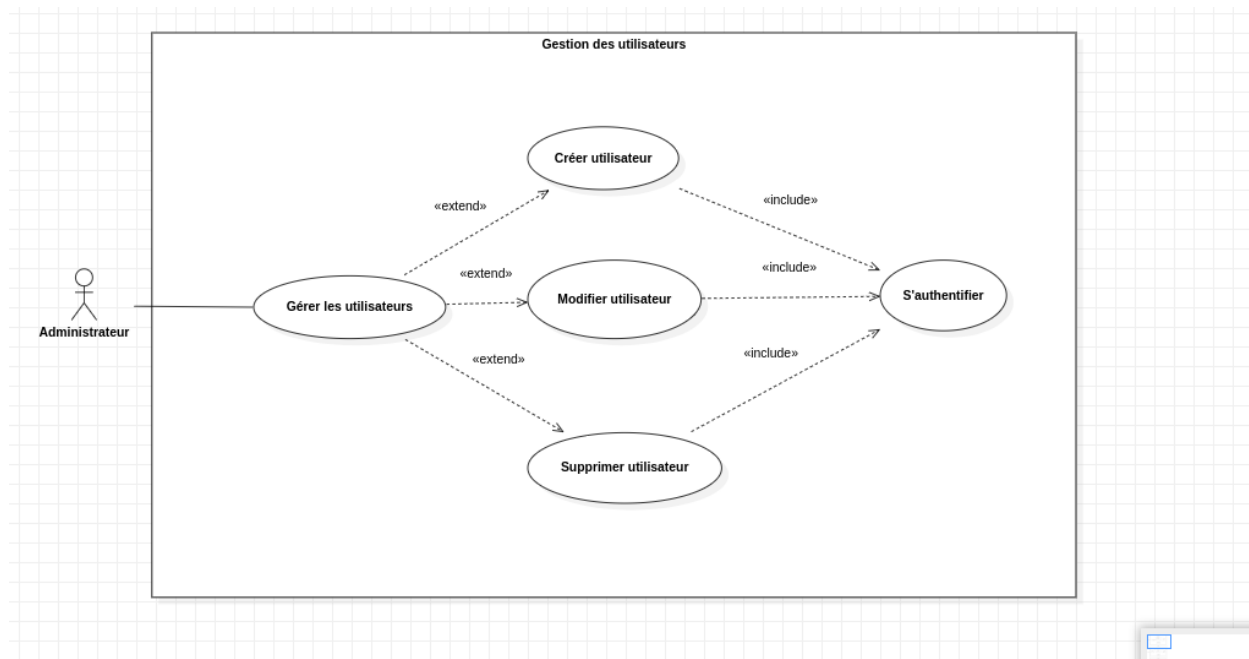 Gestion des utilisateurs
Créer utilisateur
«extend»
«include»
«extend»
«include»
Modifier utilisateur
S'authentifier
Gérer les utilisateurs
Administrateur
«extend»
«include»
Supprimer utilisateur